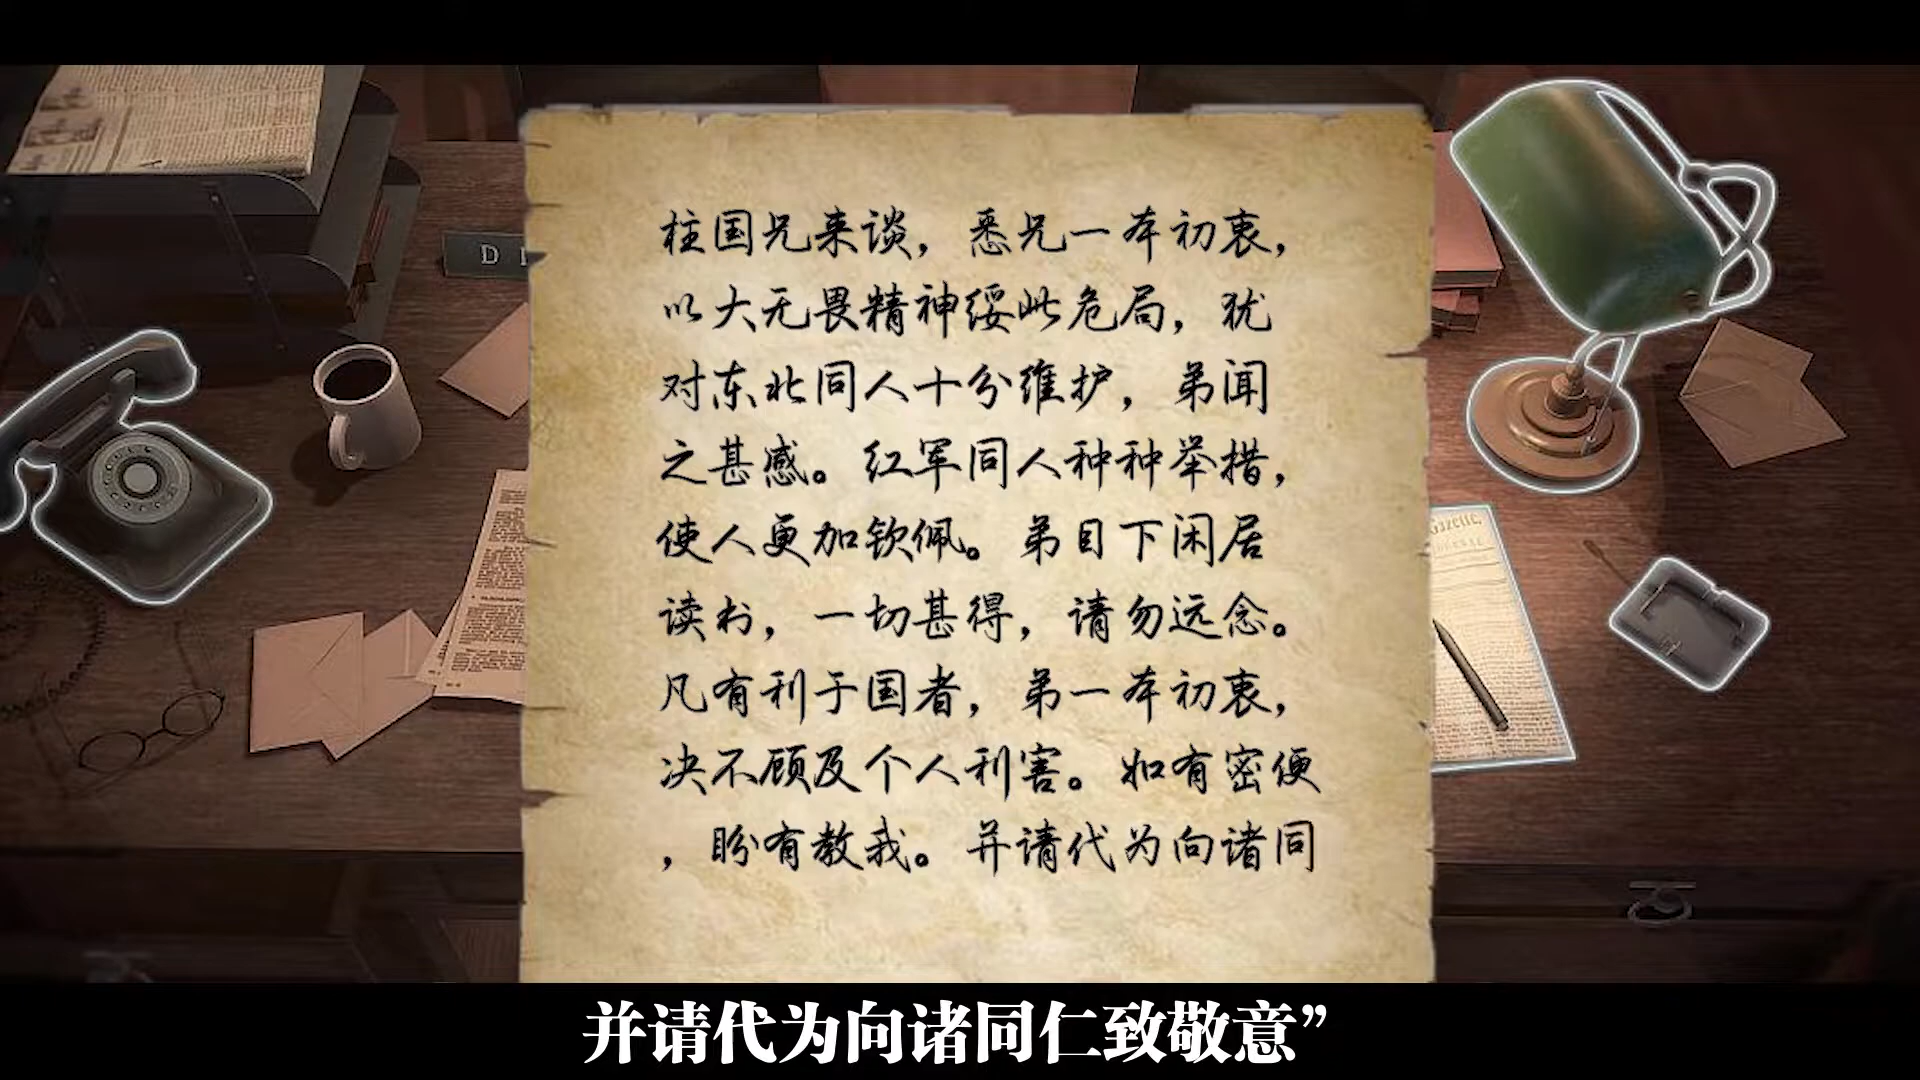 柱国兄来谈，悉兄一本初衷，
以大无畏精神绥此危局，犹
对东北同人十分维护，弟闻
之甚感。红军同人种种举措，
使人更加钦佩。弟目下闲居
读书，一切甚得，请勿远念。
凡有利于国者，弟一本初衷，
决不顾及个人利害。如有密便
，盼有教我。并请代为向诸同
并请代为向诸同仁致敬意”